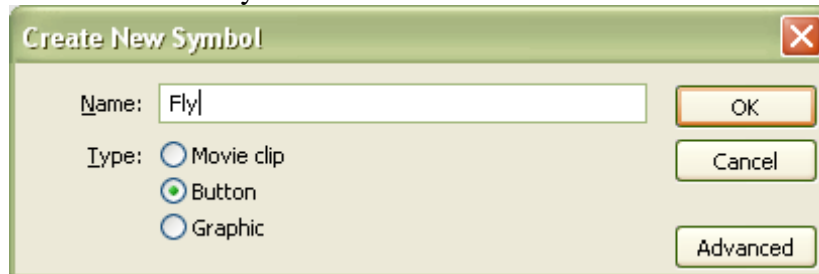 Create New Symbol
Name: Fly
OK
Type: Movie clip
Cancel
Button
Graphic
Advanced